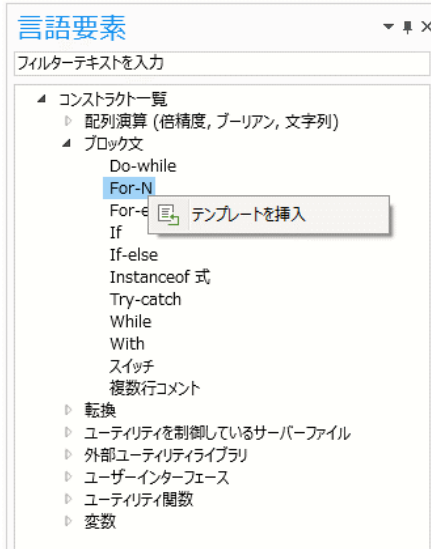 言語要素
フィルターテキストを入力
コンストラクト一覧
配列演算 (倍精度, ブーリアン, 文字列)
ブロック文
Do-while
For-N
For-e
テンプレートを挿入
If
If-else
Instanceof 式
Try-catch
While
With
スイッチ
複数行コメント
転換
ユーティリティを制御しているサーバーファイル
外部ユーティリティライブラリ
ユーザーインターフェース
ユーティリティ関数
変数